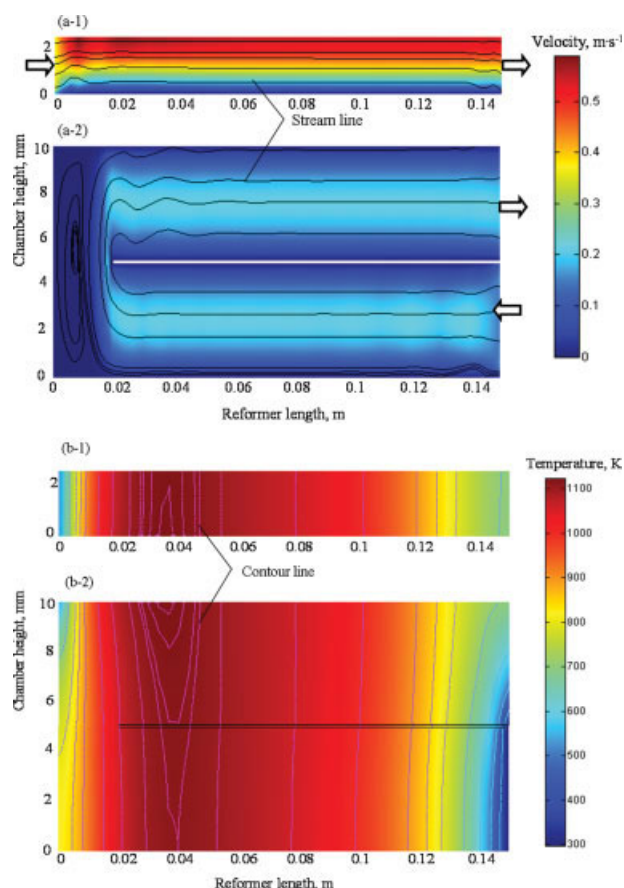 (a-1)
Velocity, m·s⁻¹
2
0
0 0.02 0.04 0.06 0.08 0.1 0.12 0.14
0.5
0.4
0.3
0.2
0.1
0
Stream line
(a-2)
Chamber height, mm
10
8
6
4
2
0
0 0.02 0.04 0.06 0.08 0.1 0.12 0.14
Reformer length, m
(b-1)
Temperature, K
2
0
0 0.02 0.04 0.06 0.08 0.1 0.12 0.14
1100
1000
900
800
700
600
500
400
300
Contour line
(b-2)
Chamber height, mm
10
8
6
4
2
0
0 0.02 0.04 0.06 0.08 0.1 0.12 0.14
Reformer length, m